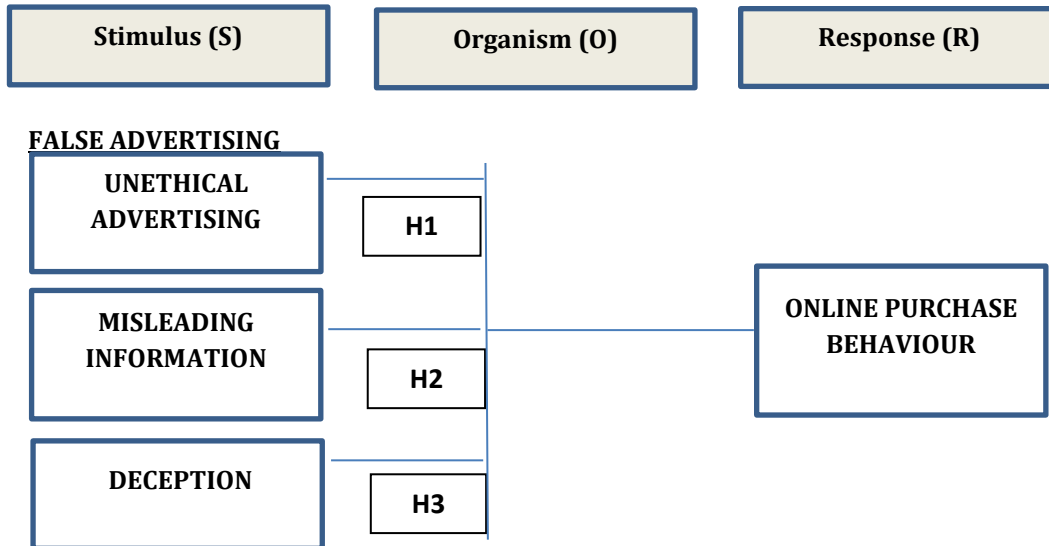 Stimulus (S)
Organism (O)
Response (R)
FALSE ADVERTISING
UNETHICAL
ADVERTISING
H1
MISLEADING
INFORMATION
H2
ONLINE PURCHASE
BEHAVIOUR
DECEPTION
H3